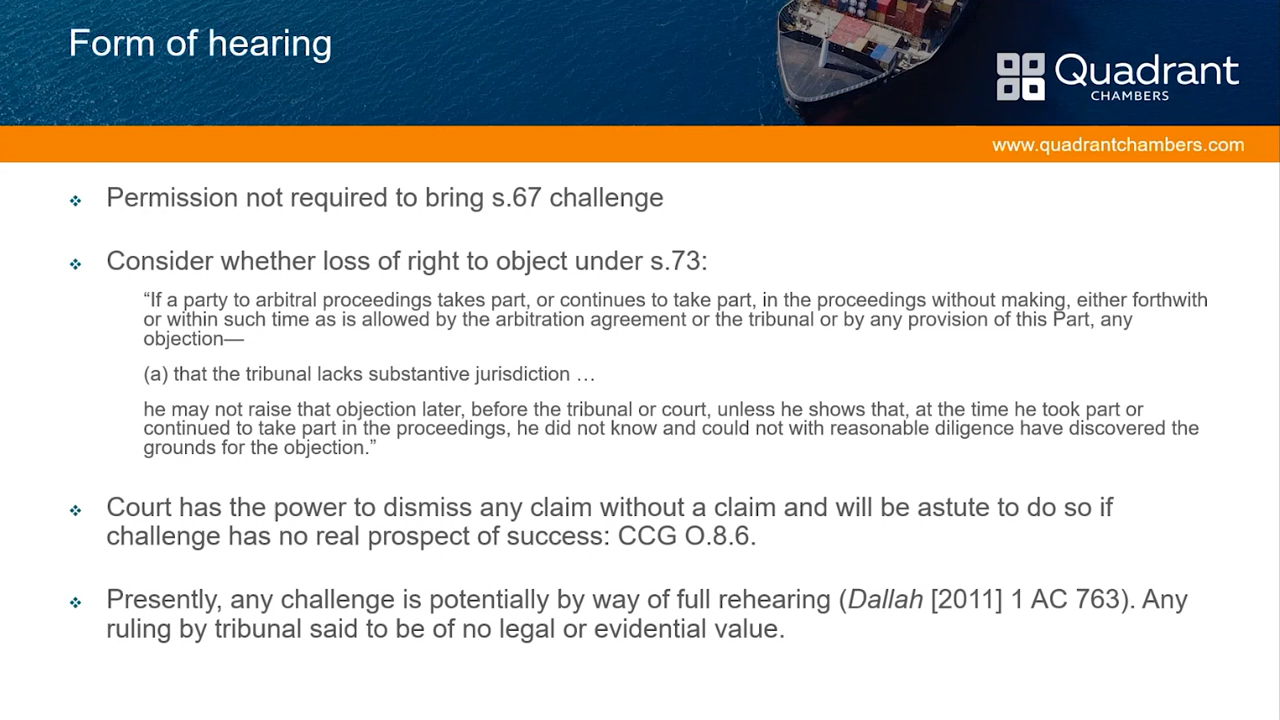 Form of hearing
Quadrant
CHAMBERS
www.quadrantchambers.com
Permission not required to bring s.67 challenge
Consider whether loss of right to object under s.73:
“If a party to arbitral proceedings takes part, or continues to take part, in the proceedings without making, either forthwith
or within such time as is allowed by the arbitration agreement or the tribunal or by any provision of this Part, any
objection—
(a) that the tribunal lacks substantive jurisdiction …
he may not raise that objection later, before the tribunal or court, unless he shows that, at the time he took part or
continued to take part in the proceedings, he did not know and could not with reasonable diligence have discovered the
grounds for the objection.”
Court has the power to dismiss any claim without a claim and will be astute to do so if
challenge has no real prospect of success: CCG O.8.6.
Presently, any challenge is potentially by way of full rehearing (Dallah [2011] 1 AC 763). Any
ruling by tribunal said to be of no legal or evidential value.